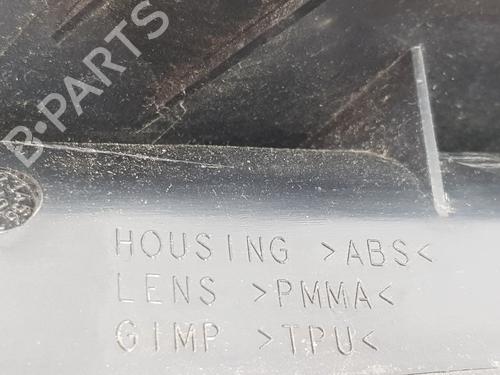 B-PARTS
HOUSING >ABS<
LENS >PMMA<
GIMP >TPU<